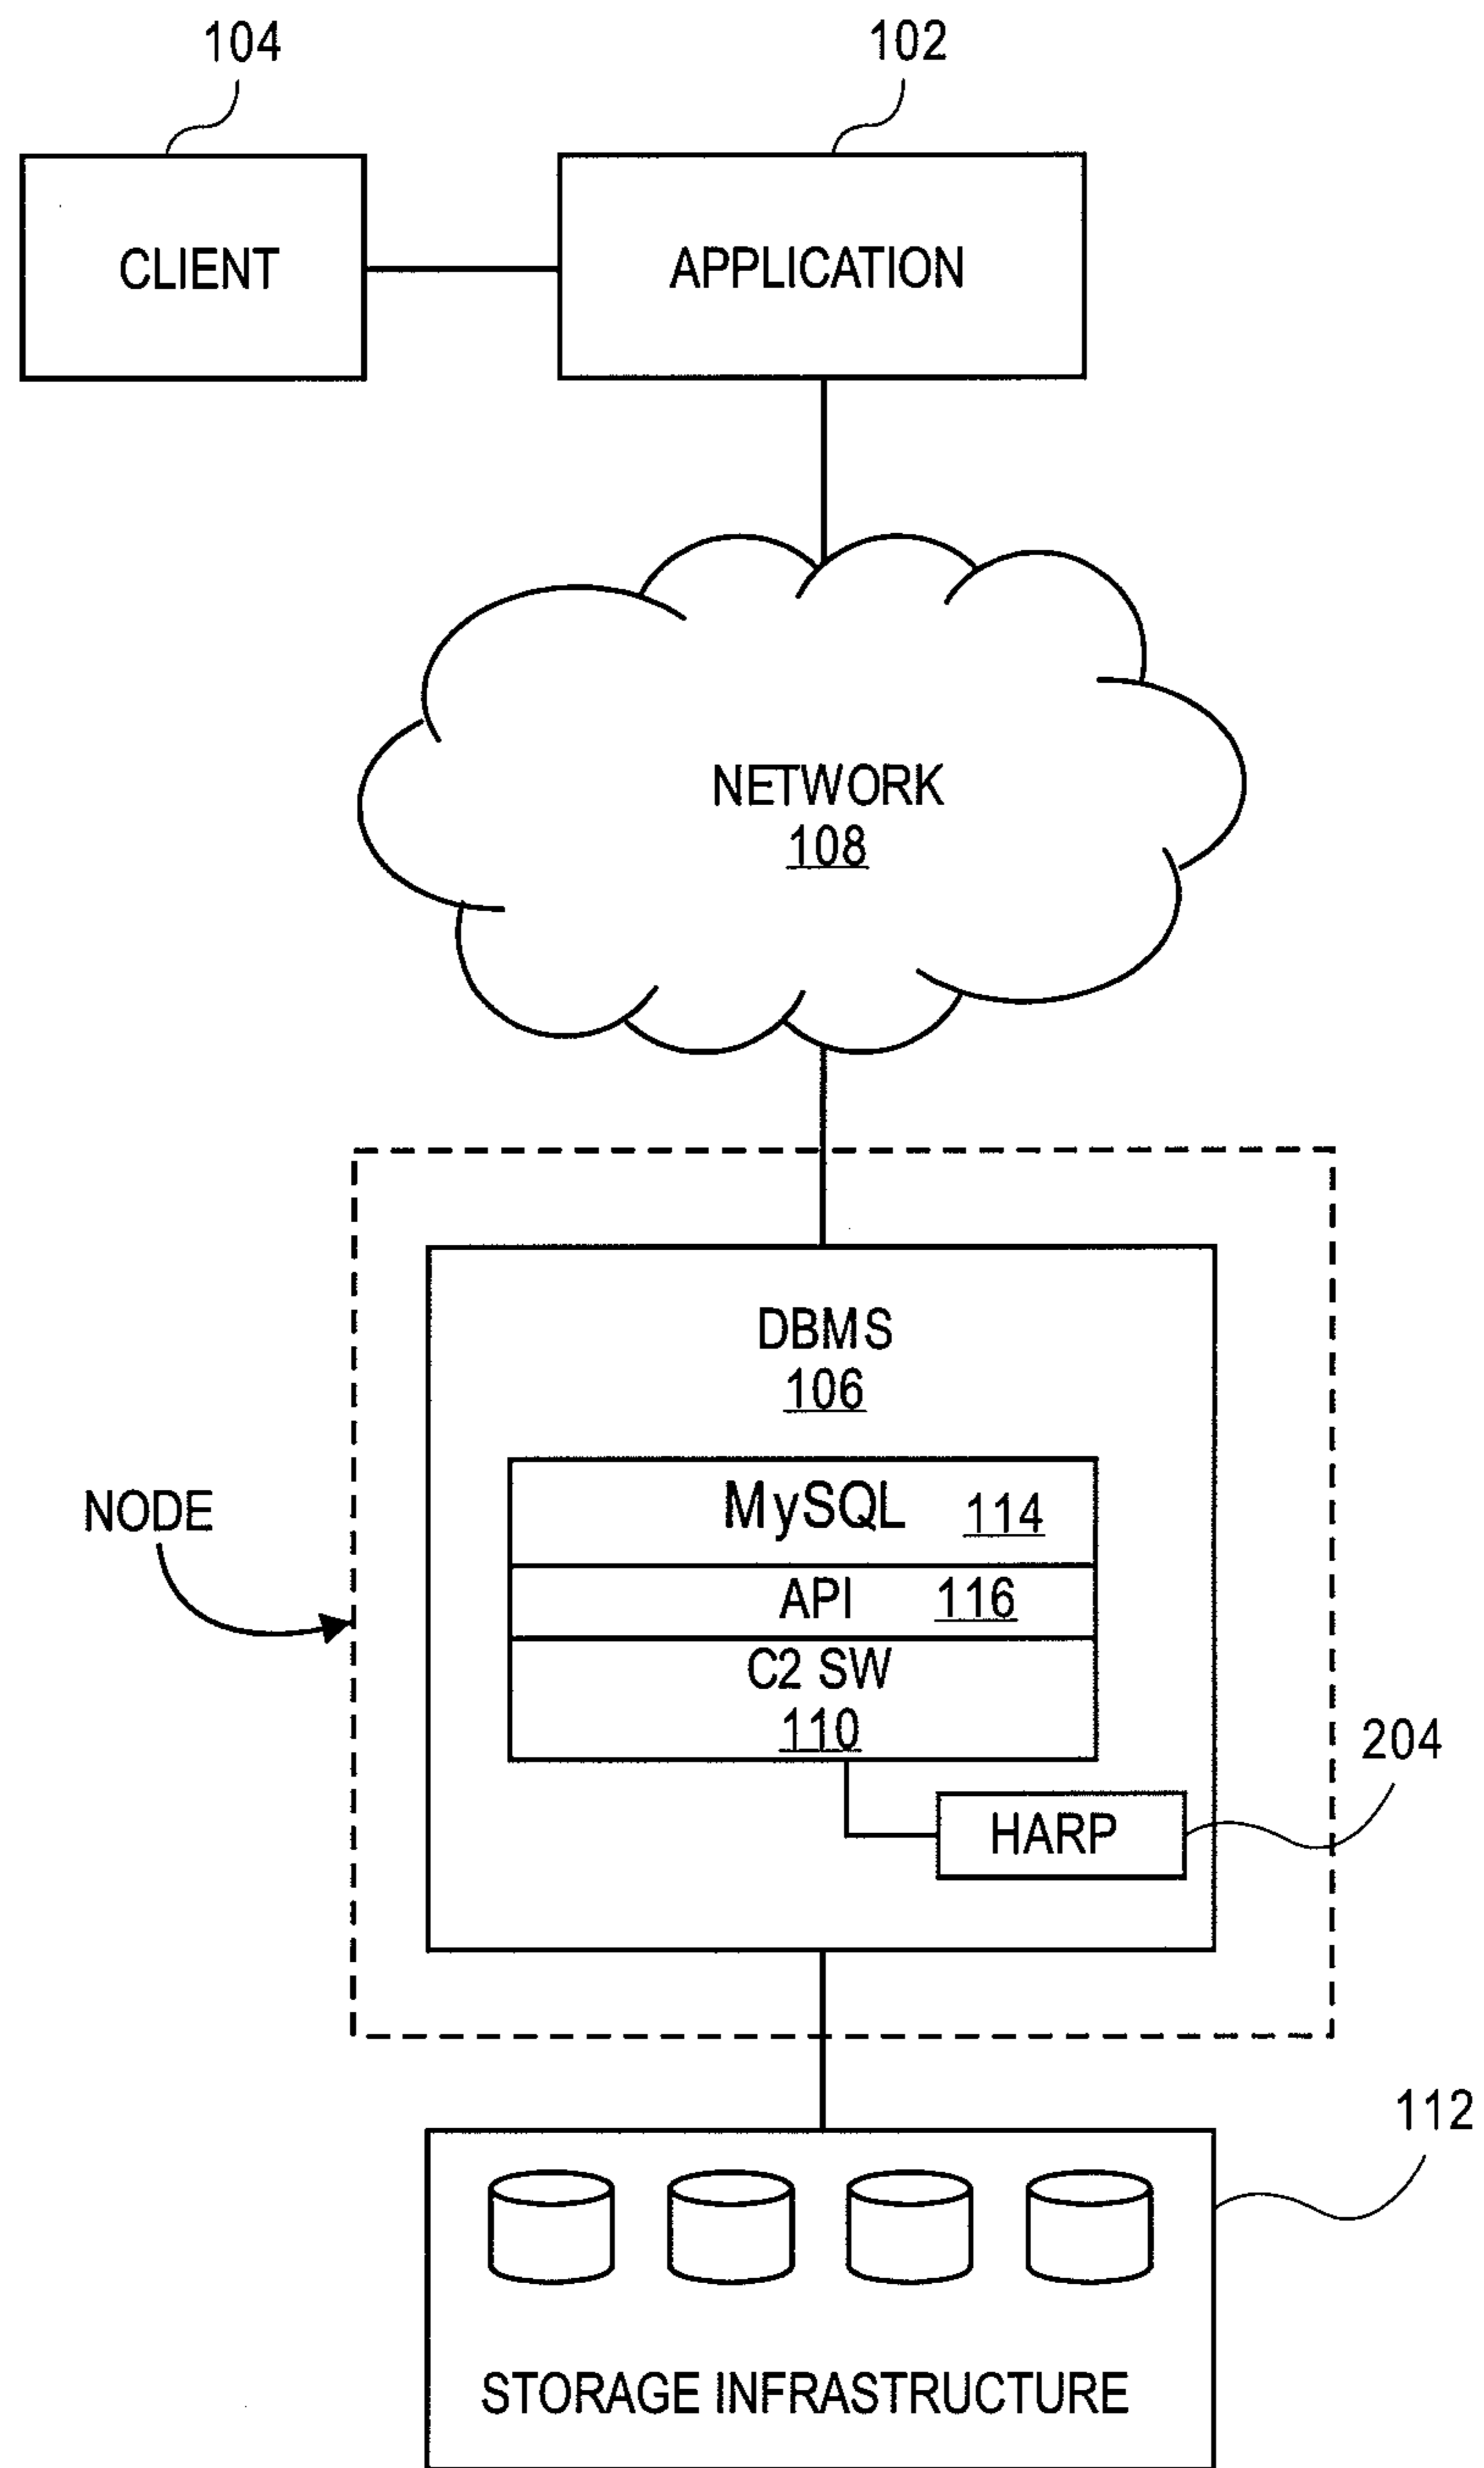 104
102
CLIENT
APPLICATION
NETWORK
108
DBMS
106
MySQL 114
NODE
API 116
C2 SW
110
204
HARP
112
STORAGE INFRASTRUCTURE